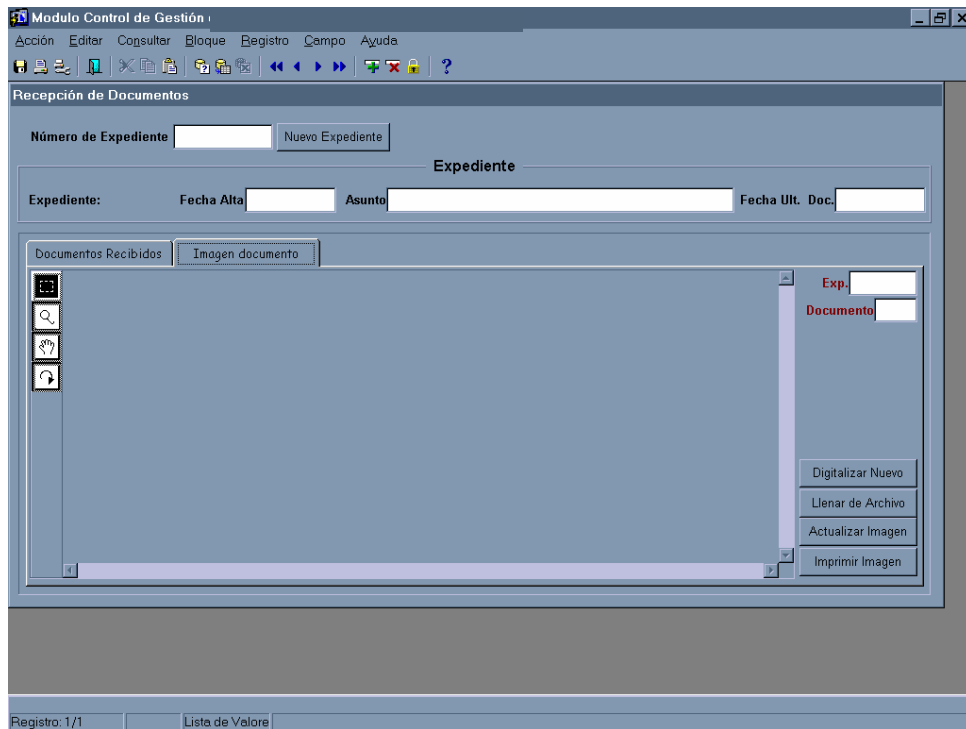 Modulo Control de Gestión
Acción Editar Consultar Bloque Registro Campo Ayuda
Recepción de Documentos
Número de Expediente Nuevo Expediente
Expediente
Expediente: Fecha Alta Asunto Fecha Ult. Doc.
Documentos Recibidos Imagen documento
Exp.
Documento
Digitalizar Nuevo
Llenar de Archivo
Actualizar Imagen
Imprimir Imagen
Registro: 1/1 Lista de Valore